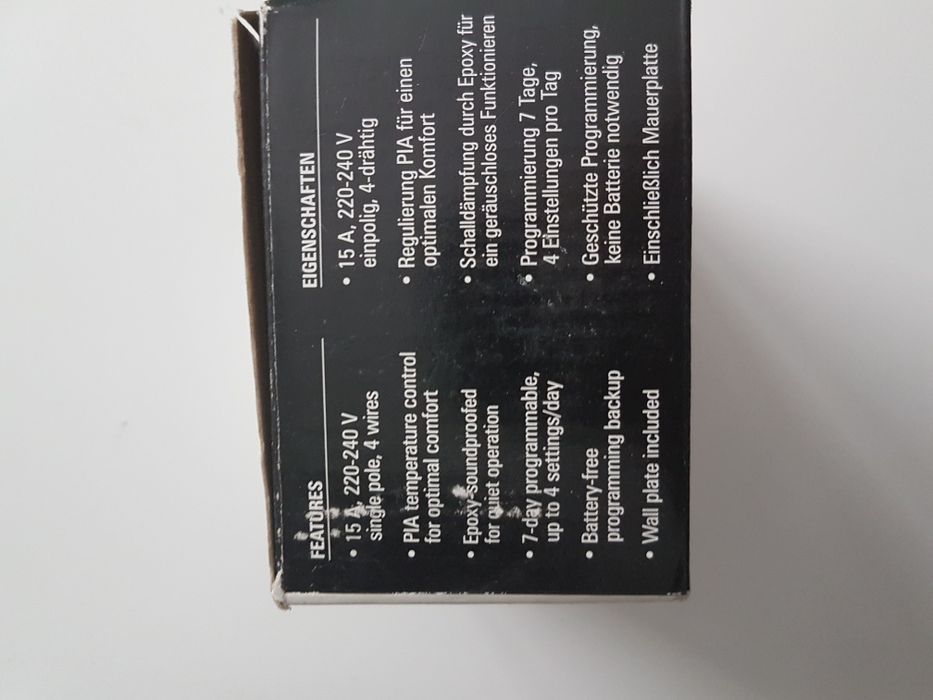 FEATURES
• 15 A, 220-240 V
single pole, 4 wires
• PIA temperature control
for optimal comfort
• Epoxy-soundproofed
for quiet operation
• 7-day programmable,
up to 4 settings/day
• Battery-free
programming backup
• Wall plate included
EIGENSCHAFTEN
• 15 A, 220-240 V
einpolig, 4-drähtig
• Regulierung PIA für einen
optimalen Komfort
• Schalldämpfung durch Epoxy für
ein geräuschloses Funktionieren
• Programmierung 7 Tage,
4 Einstellungen pro Tag
• Geschützte Programmierung,
keine Batterie notwendig
• Einschließlich Mauerplatte